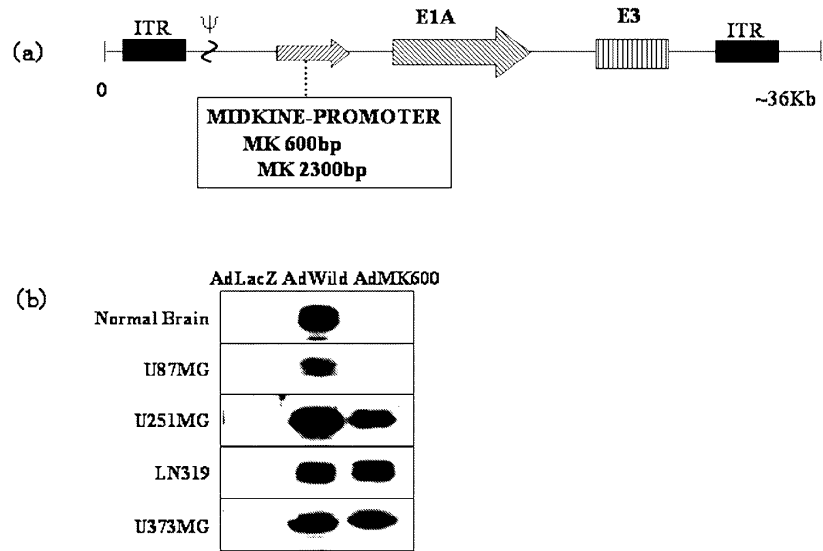 (a)
ITR
Ψ
E1A
E3
ITR
0
~36Kb
MIDKINE-PROMOTER
MK 600bp
MK 2300bp
(b)
AdLacZ AdWild AdMK600
Normal Brain
U87MG
U251MG
LN319
U373MG